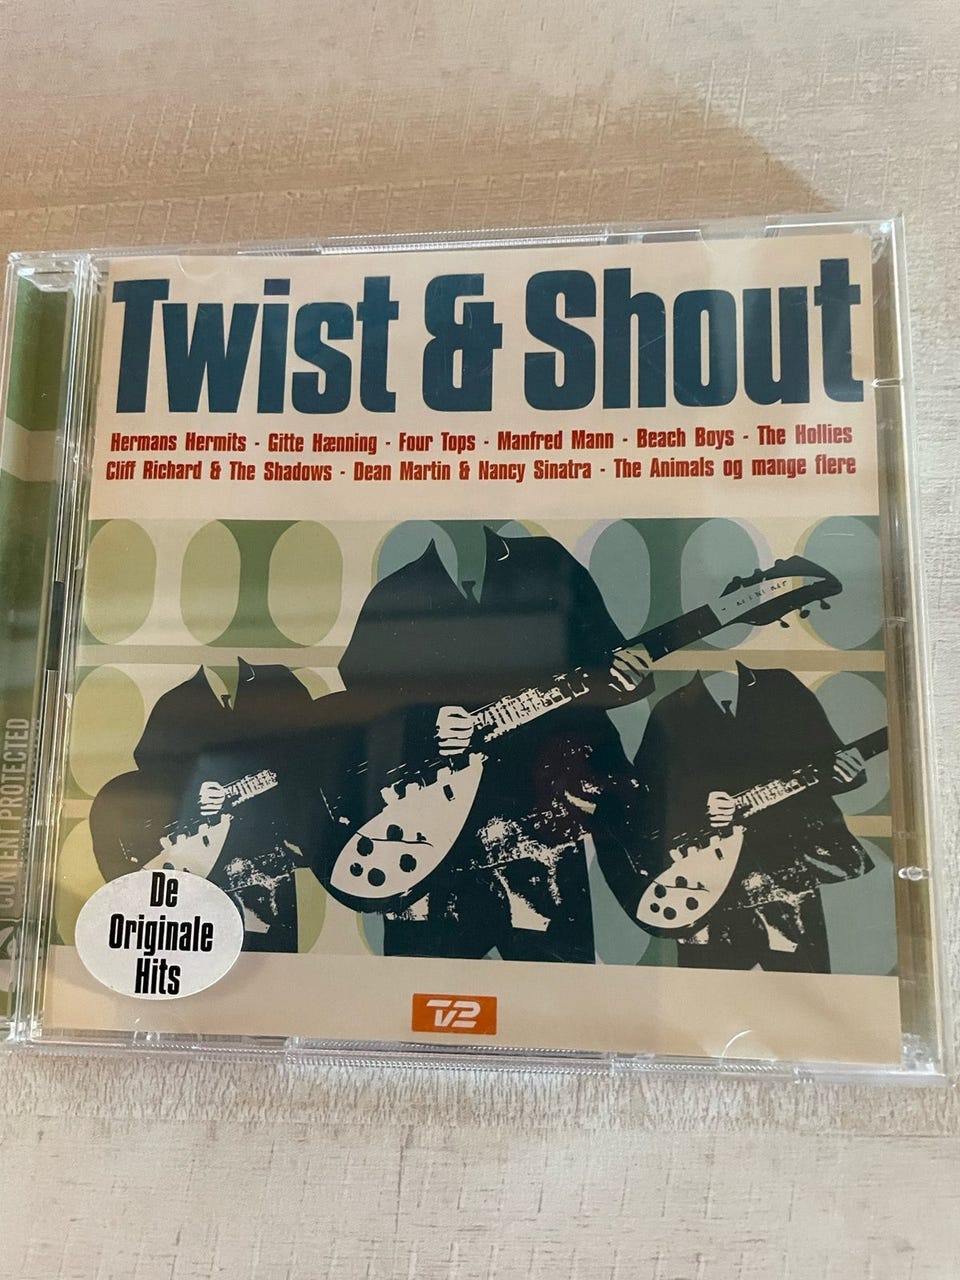 Twist & Shout
Hermans Hermits - Gitte Hænning - Four Tops - Manfred Mann - Beach Boys - The Hollies
Cliff Richard & The Shadows - Dean Martin & Nancy Sinatra - The Animals og mange flere
CONTENT PROTECTED
De
Originale
Hits
TV2